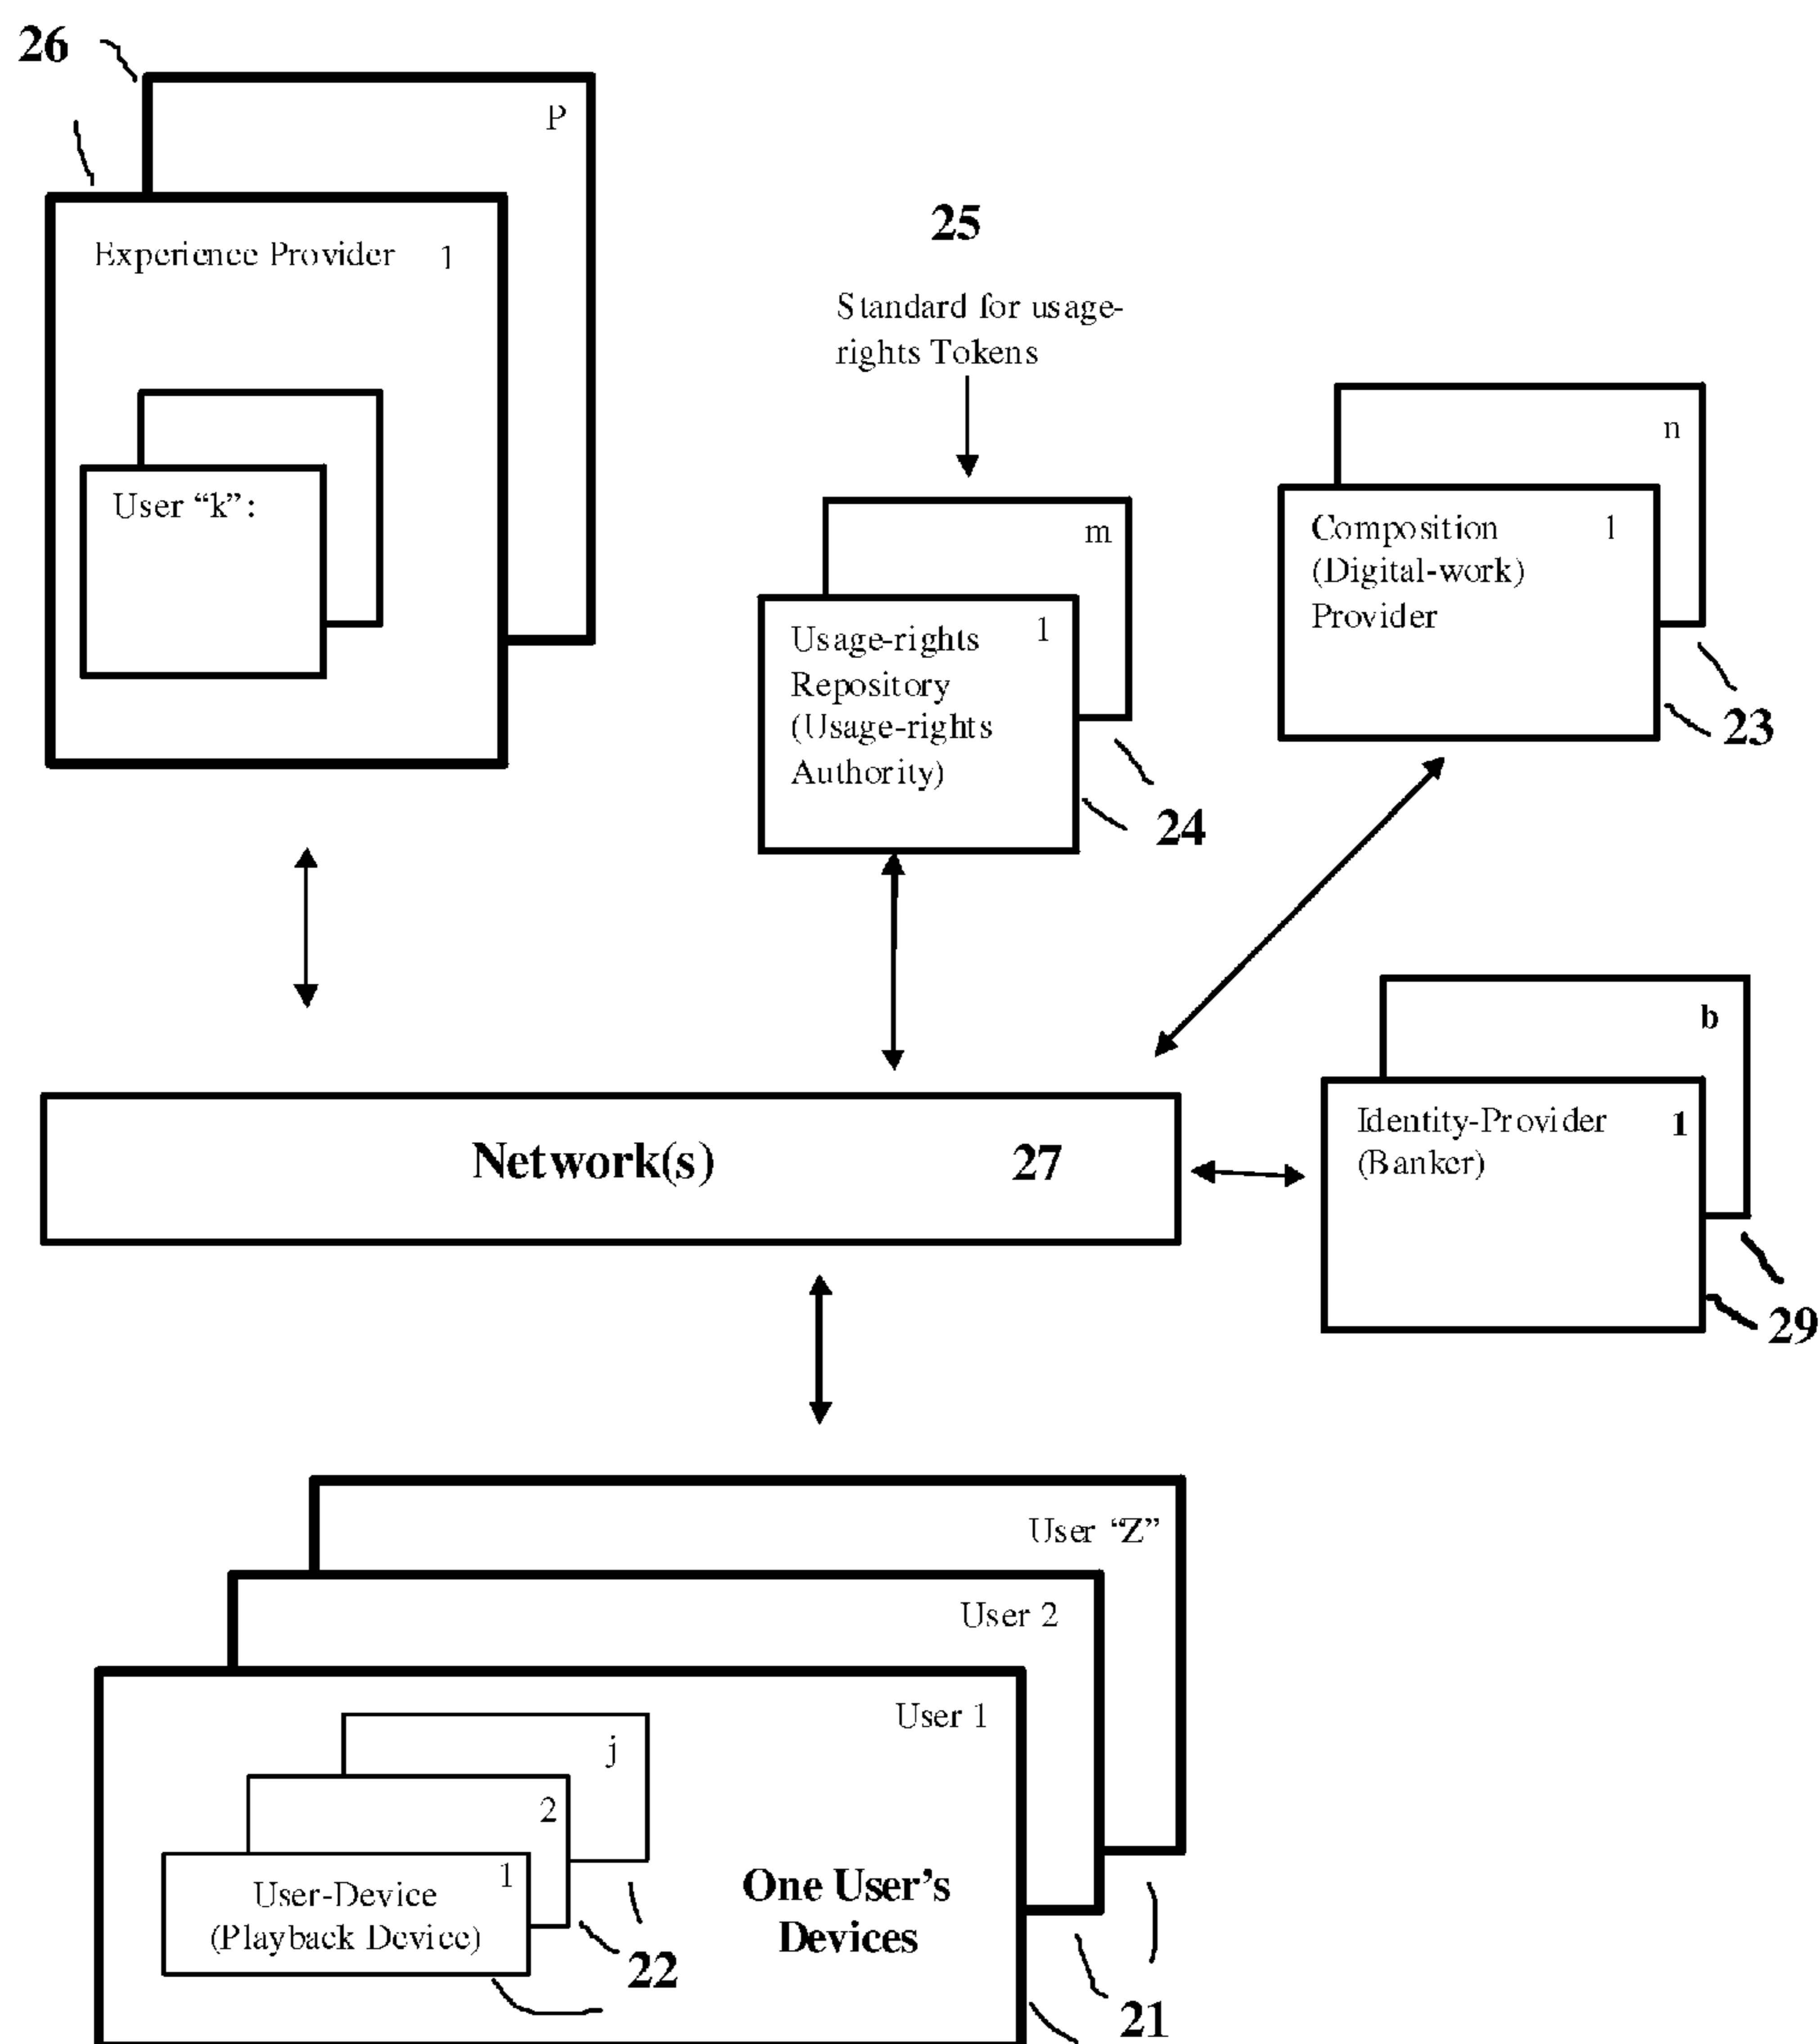 26
P
Experience Provider 1
User “k”:
25
Standard for usage-
rights Tokens
m
Usage-rights 1
Repository
(Usage-rights
Authority)
24
n
Composition 1
(Digital-work)
Provider
23
b
Identity-Provider 1
(Banker)
29
Network(s) 27
User “Z”
User 2
User 1
j
2
1
User-Device
(Playback Device)
22
One User’s
Devices
21